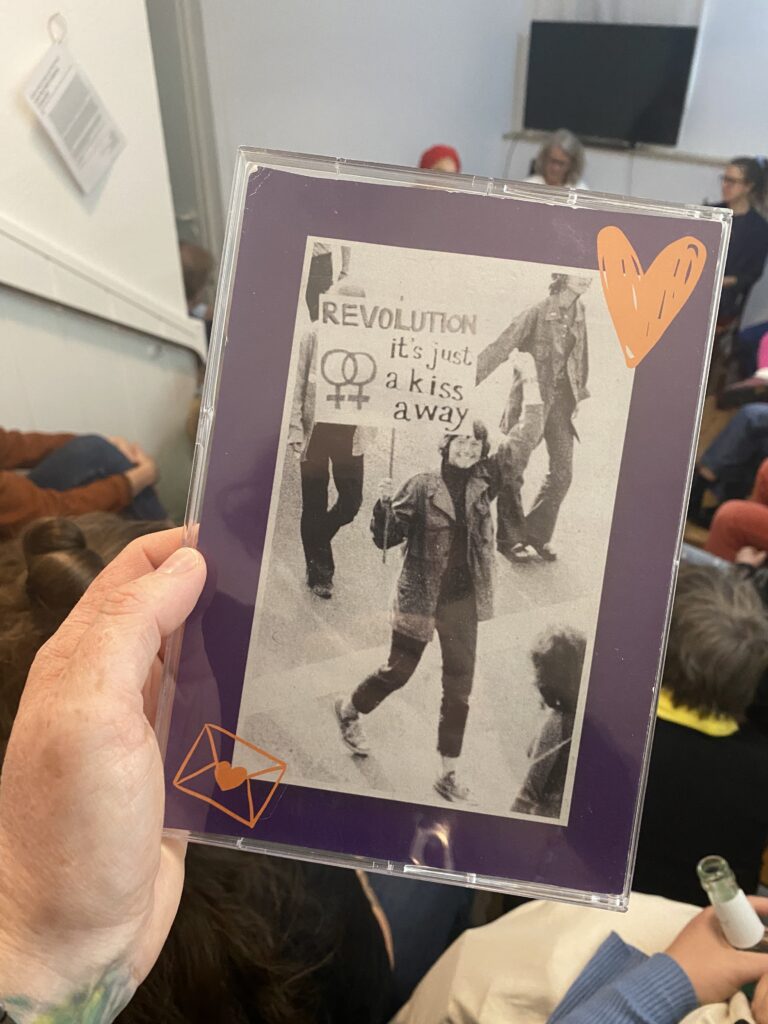 REVOLUTION
it's just
a kiss
away